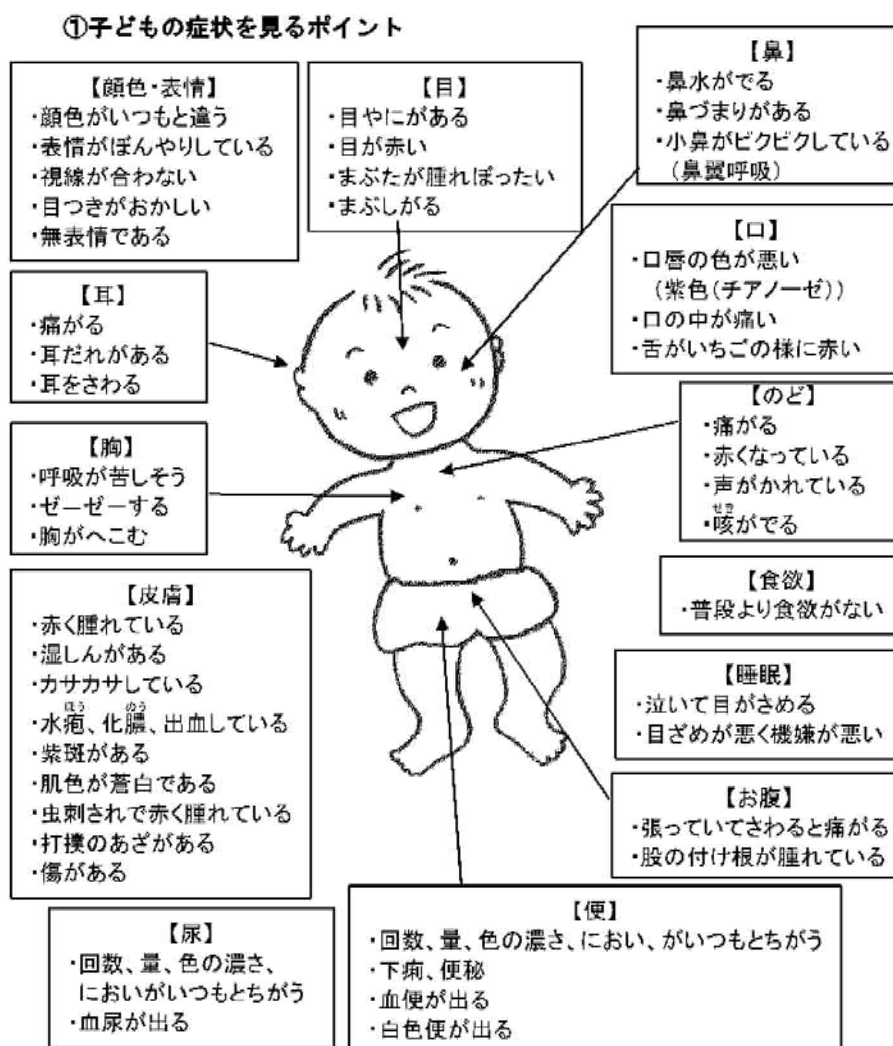 ①子どもの症状を見るポイント
【顔色・表情】
・顔色がいつもと違う
・表情がぼんやりしている
・視線が合わない
・目つきがおかしい
・無表情である
【目】
・目やにがある
・目が赤い
・まぶたが腫れぼったい
・まぶしがる
【鼻】
・鼻水がでる
・鼻づまりがある
・小鼻がピクピクしている
(鼻翼呼吸)
【口】
・口唇の色が悪い
(紫色(チアノーゼ))
・口の中が痛い
・舌がいちごの様に赤い
【耳】
・痛がる
・耳だれがある
・耳をさわる
【のど】
・痛がる
・赤くなっている
・声がかれている
せき
・咳がでる
【胸】
・呼吸が苦しそう
・ゼーゼーする
・胸がへこむ
【食欲】
・普段より食欲がない
【皮膚】
・赤く腫れている
・湿しんがある
・カサカサしている
ほう のう
・水疱、化膿、出血している
・紫斑がある
・肌色が蒼白である
・虫刺されで赤く腫れている
・打撲のあざがある
・傷がある
【睡眠】
・泣いて目がさめる
・目ざめが悪く機嫌が悪い
【お腹】
・張っていてさわると痛がる
・股の付け根が腫れている
【尿】
・回数、量、色の濃さ、
においがいつもとちがう
・血尿が出る
【便】
・回数、量、色の濃さ、におい、がいつもとちがう
・下痢、便秘
・血便が出る
・白色便が出る